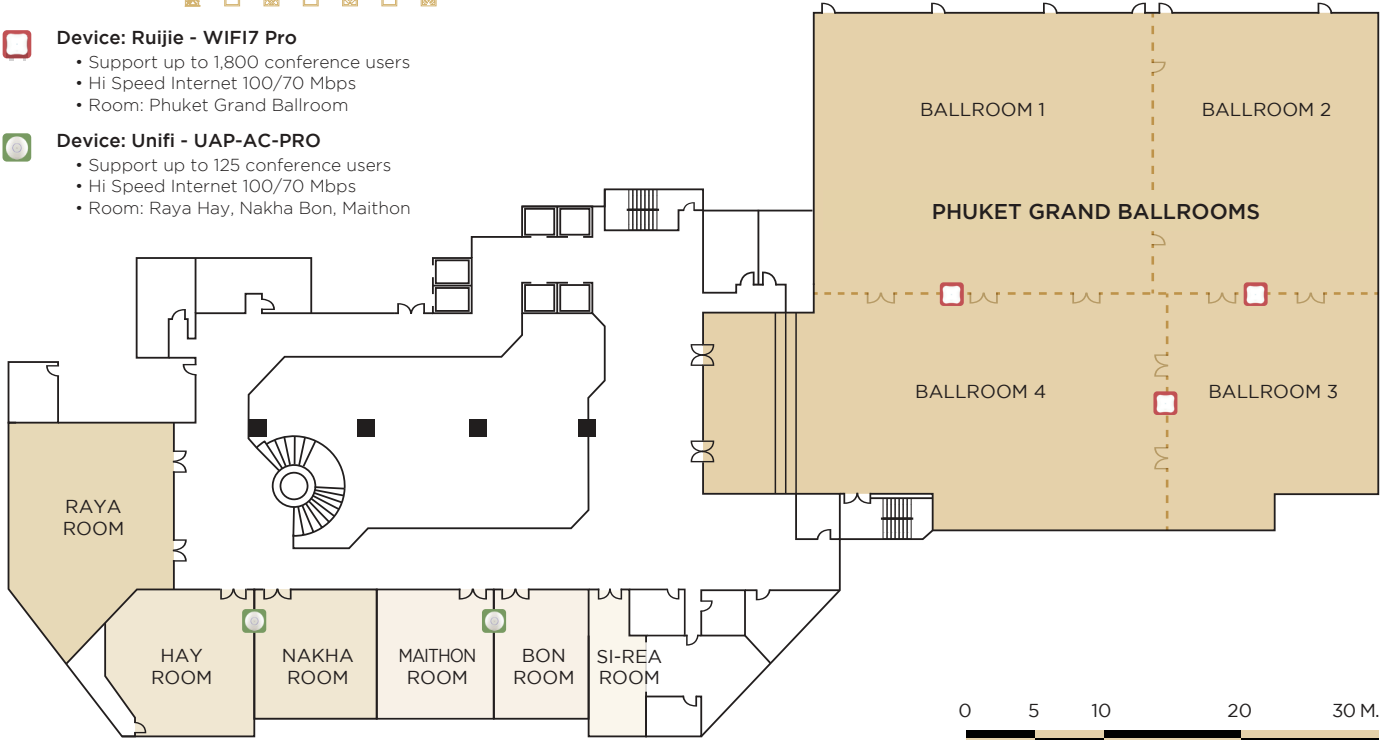 Device: Ruijie - WIFI7 Pro
• Support up to 1,800 conference users
• Hi Speed Internet 100/70 Mbps
• Room: Phuket Grand Ballroom
Device: Unifi - UAP-AC-PRO
• Support up to 125 conference users
• Hi Speed Internet 100/70 Mbps
• Room: Raya Hay, Nakha Bon, Maithon
BALLROOM 1
BALLROOM 2
PHUKET GRAND BALLROOMS
BALLROOM 4
BALLROOM 3
RAYA
ROOM
HAY
ROOM
NAKHA
ROOM
MAITHON
ROOM
BON
ROOM
SI-REA
ROOM
0 5 10 20 30 M.